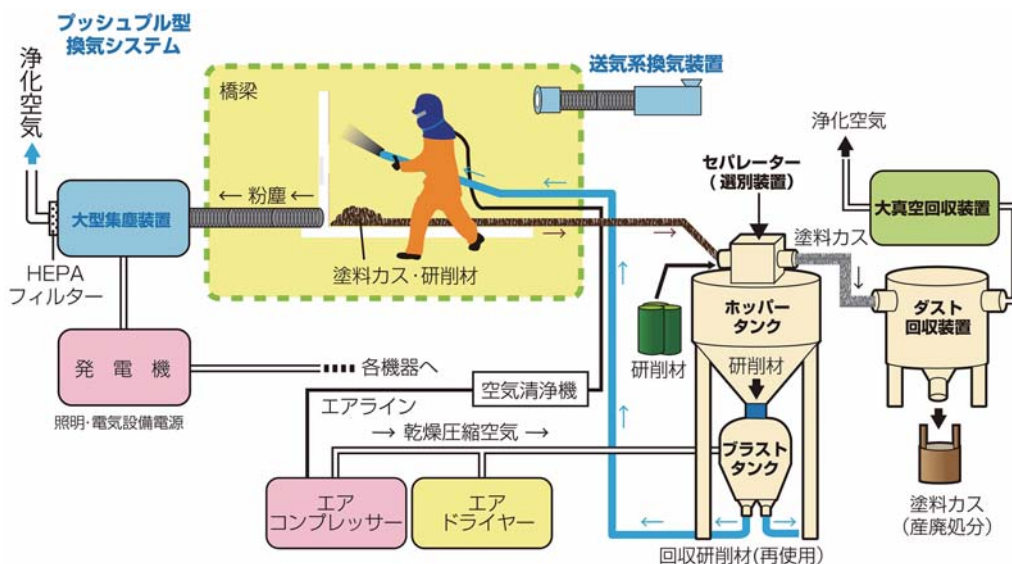 プッシュプル型
換気システム
浄化空気
橋梁
送気系換気装置
浄化空気
セパレーター
(選別装置)
大型集塵装置
← 粉塵 ←
大真空回収装置
塗料カス
HEPA
フィルター
塗料カス・研削材
ホッパー
タンク
ダスト
回収装置
発電機
各機器へ
研削材
研削材
照明・電気設備電源
エアライン
空気清浄機
→ 乾燥圧縮空気 →
ブラスト
タンク
エア
コンプレッサー
エア
ドライヤー
塗料カス
(産廃処分)
回収研削材(再使用)